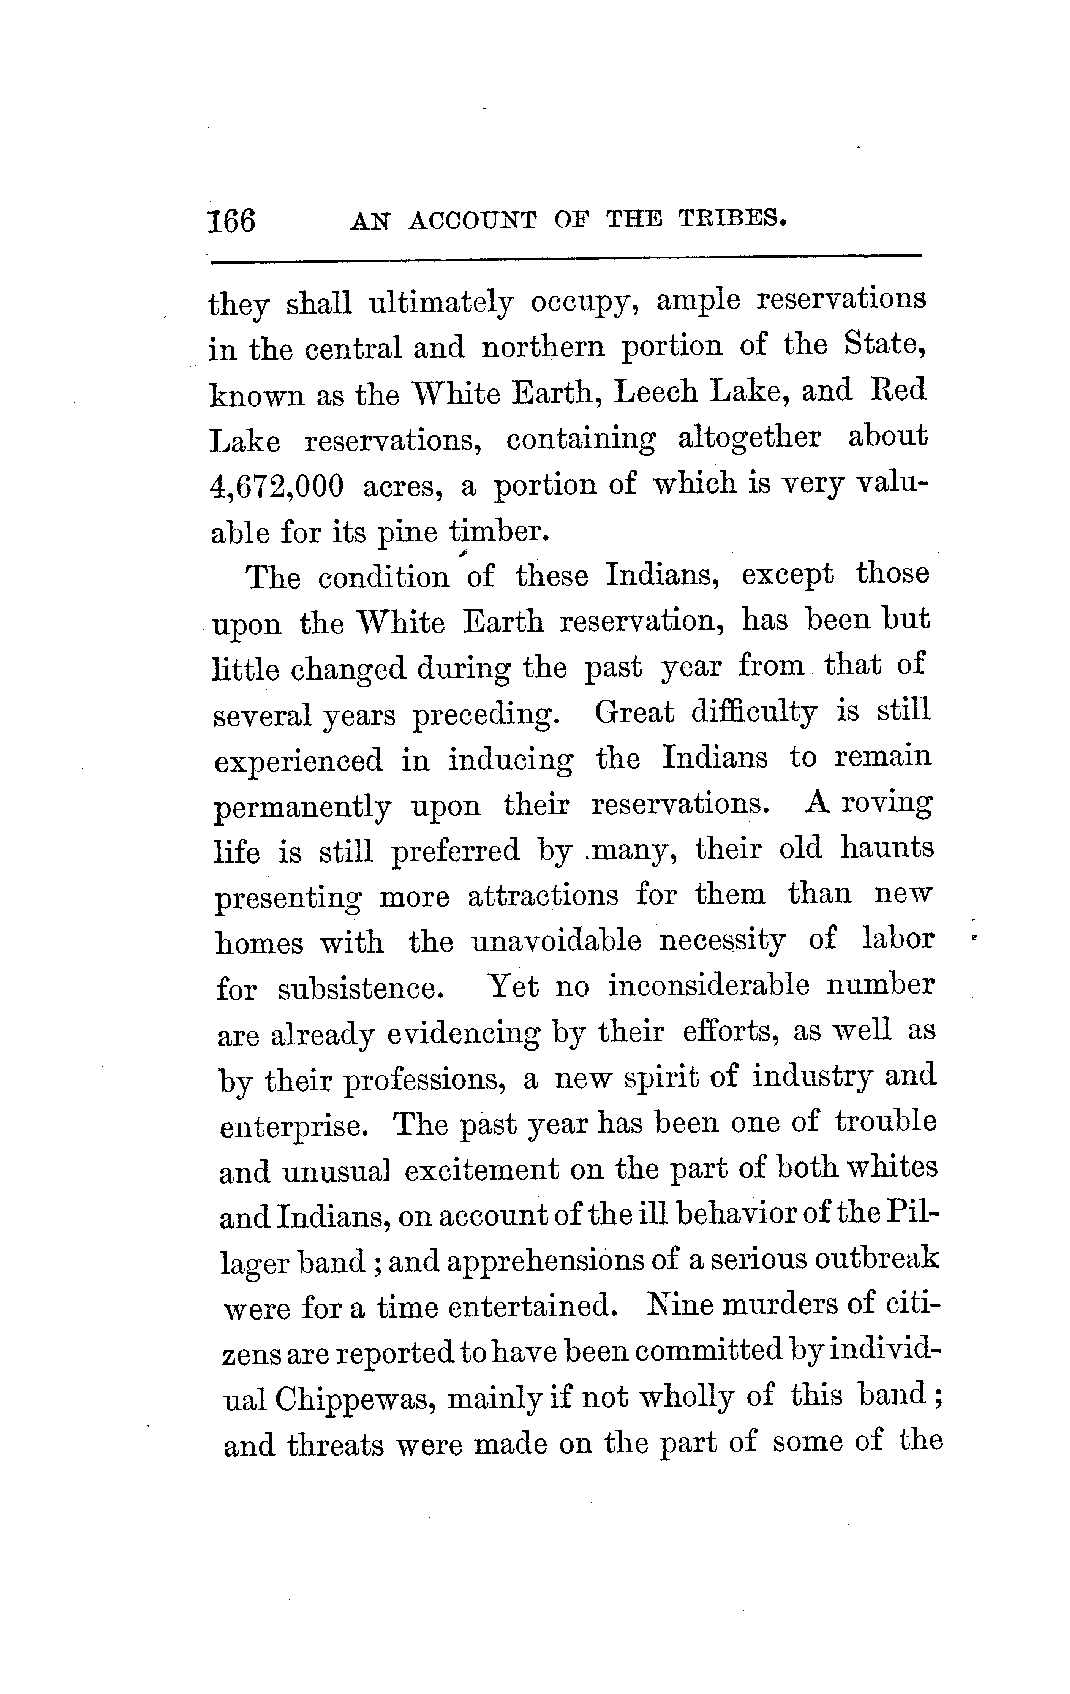 166 AN ACCOUNT OF THE TRIBES.
they shall ultimately occupy, ample reservations
in the central and northern portion of the State,
known as the White Earth, Leech Lake, and Red
Lake reservations, containing altogether about
4,672,000 acres, a portion of which is very valu-
able for its pine timber.
The condition of these Indians, except those
upon the White Earth reservation, has been but
little changed during the past year from that of
several years preceding. Great difficulty is still
experienced in inducing the Indians to remain
permanently upon their reservations. A roving
life is still preferred by many, their old haunts
presenting more attractions for them than new
homes with the unavoidable necessity of labor
for subsistence. Yet no inconsiderable number
are already evidencing by their efforts, as well as
by their professions, a new spirit of industry and
enterprise. The past year has been one of trouble
and unusual excitement on the part of both whites
and Indians, on account of the ill behavior of the Pil-
lager band ; and apprehensions of a serious outbreak
were for a time entertained. Nine murders of citi-
zens are reported to have been committed by individ-
ual Chippewas, mainly if not wholly of this band ;
and threats were made on the part of some of the